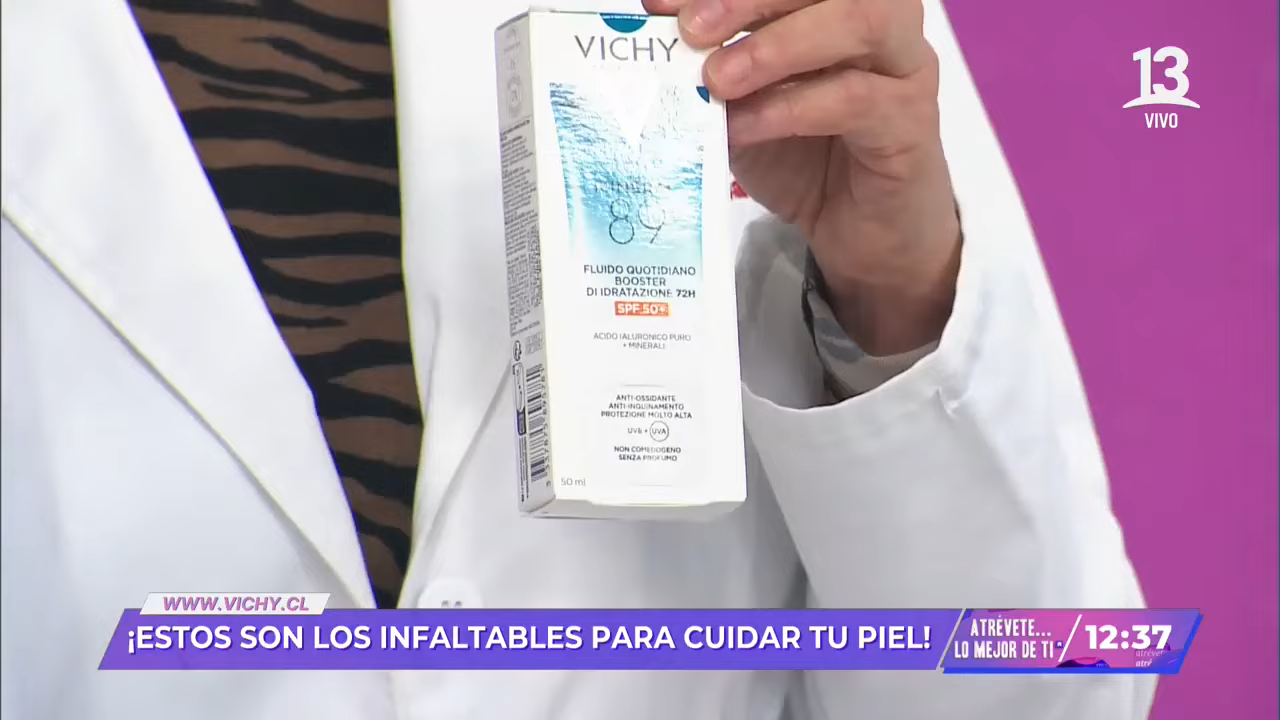 VICHY
89
FLUIDO QUOTIDIANO
BOOSTER
DI IDRATAZIONE 72H
SPF 50+
ACIDO IALURONICO PURO
+ MINERALI
ANTI-OSSIDANTE
ANTI-INQUINAMENTO
PROTEZIONE MOLTO ALTA
UVB + UVA
NON COMEDOGENO
SENZA PROFUMO
50 ml
13
VIVO
WWW.VICHY.CL
¡ESTOS SON LOS INFALTABLES PARA CUIDAR TU PIEL!
ATRÉVETE...
LO MEJOR DE TI
12:37